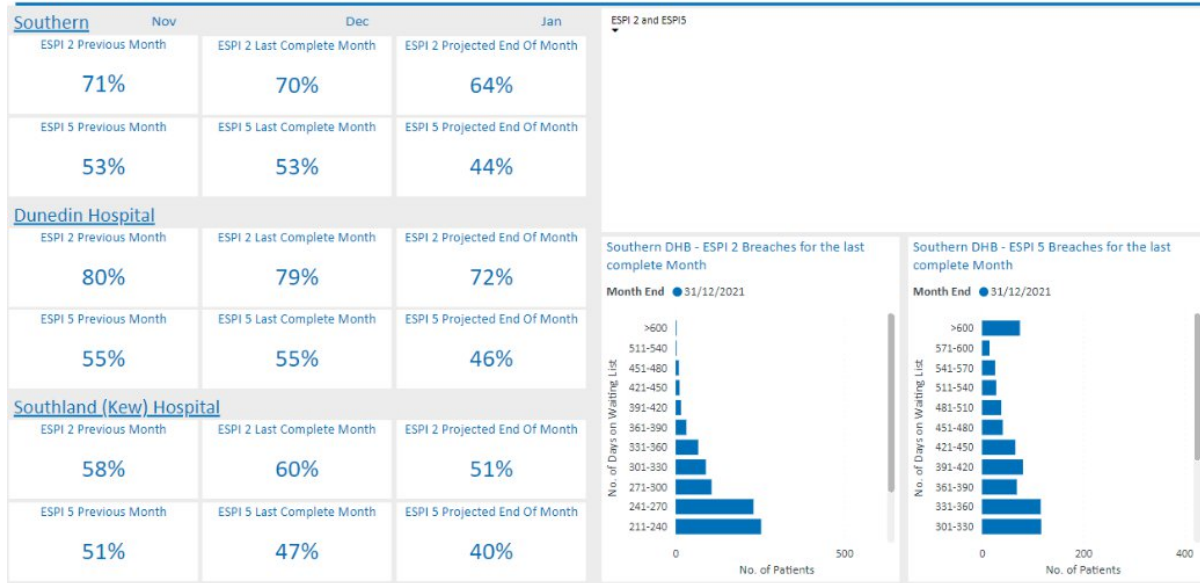 Southern Nov Dec Jan
ESPI 2 Previous Month ESPI 2 Last Complete Month ESPI 2 Projected End Of Month
71% 70% 64%
ESPI 5 Previous Month ESPI 5 Last Complete Month ESPI 5 Projected End Of Month
53% 53% 44%
Dunedin Hospital
ESPI 2 Previous Month ESPI 2 Last Complete Month ESPI 2 Projected End Of Month
80% 79% 72%
ESPI 5 Previous Month ESPI 5 Last Complete Month ESPI 5 Projected End Of Month
55% 55% 46%
Southland (Kew) Hospital
ESPI 2 Previous Month ESPI 2 Last Complete Month ESPI 2 Projected End Of Month
58% 60% 51%
ESPI 5 Previous Month ESPI 5 Last Complete Month ESPI 5 Projected End Of Month
51% 47% 40%
ESPI 2 and ESPI5
Southern DHB - ESPI 2 Breaches for the last
complete Month
Month End 31/12/2021
No. of Days on Waiting List
>600
511-540
451-480
421-450
391-420
361-390
331-360
301-330
271-300
241-270
211-240
0 500
No. of Patients
Southern DHB - ESPI 5 Breaches for the last
complete Month
Month End 31/12/2021
No. of Days on Waiting List
>600
571-600
541-570
511-540
481-510
451-480
421-450
391-420
361-390
331-360
301-330
0 200 400
No. of Patients